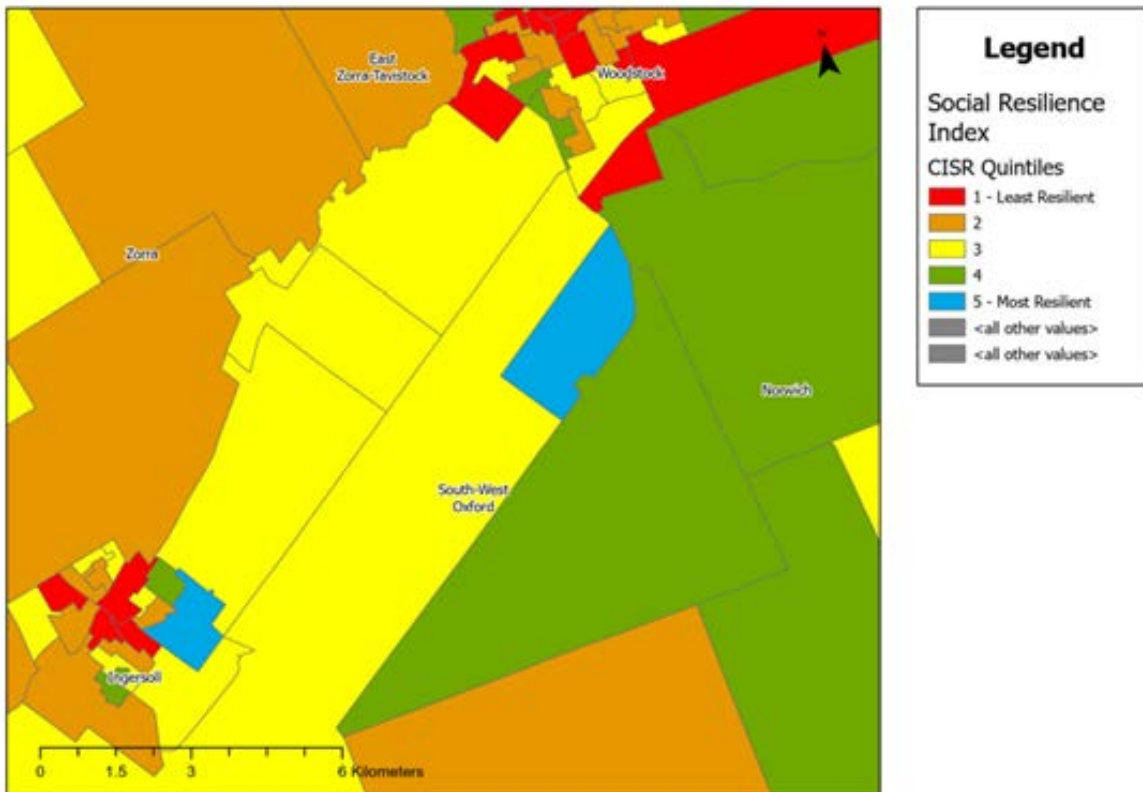 East
Zorra-Tavistock
Woodstock
N
Zorra
Norwich
South-West
Oxford
Ingersoll
0 1.5 3 6 Kilometers
Legend
Social Resilience
Index
CISR Quintiles
1 - Least Resilient
2
3
4
5 - Most Resilient
<all other values>
<all other values>